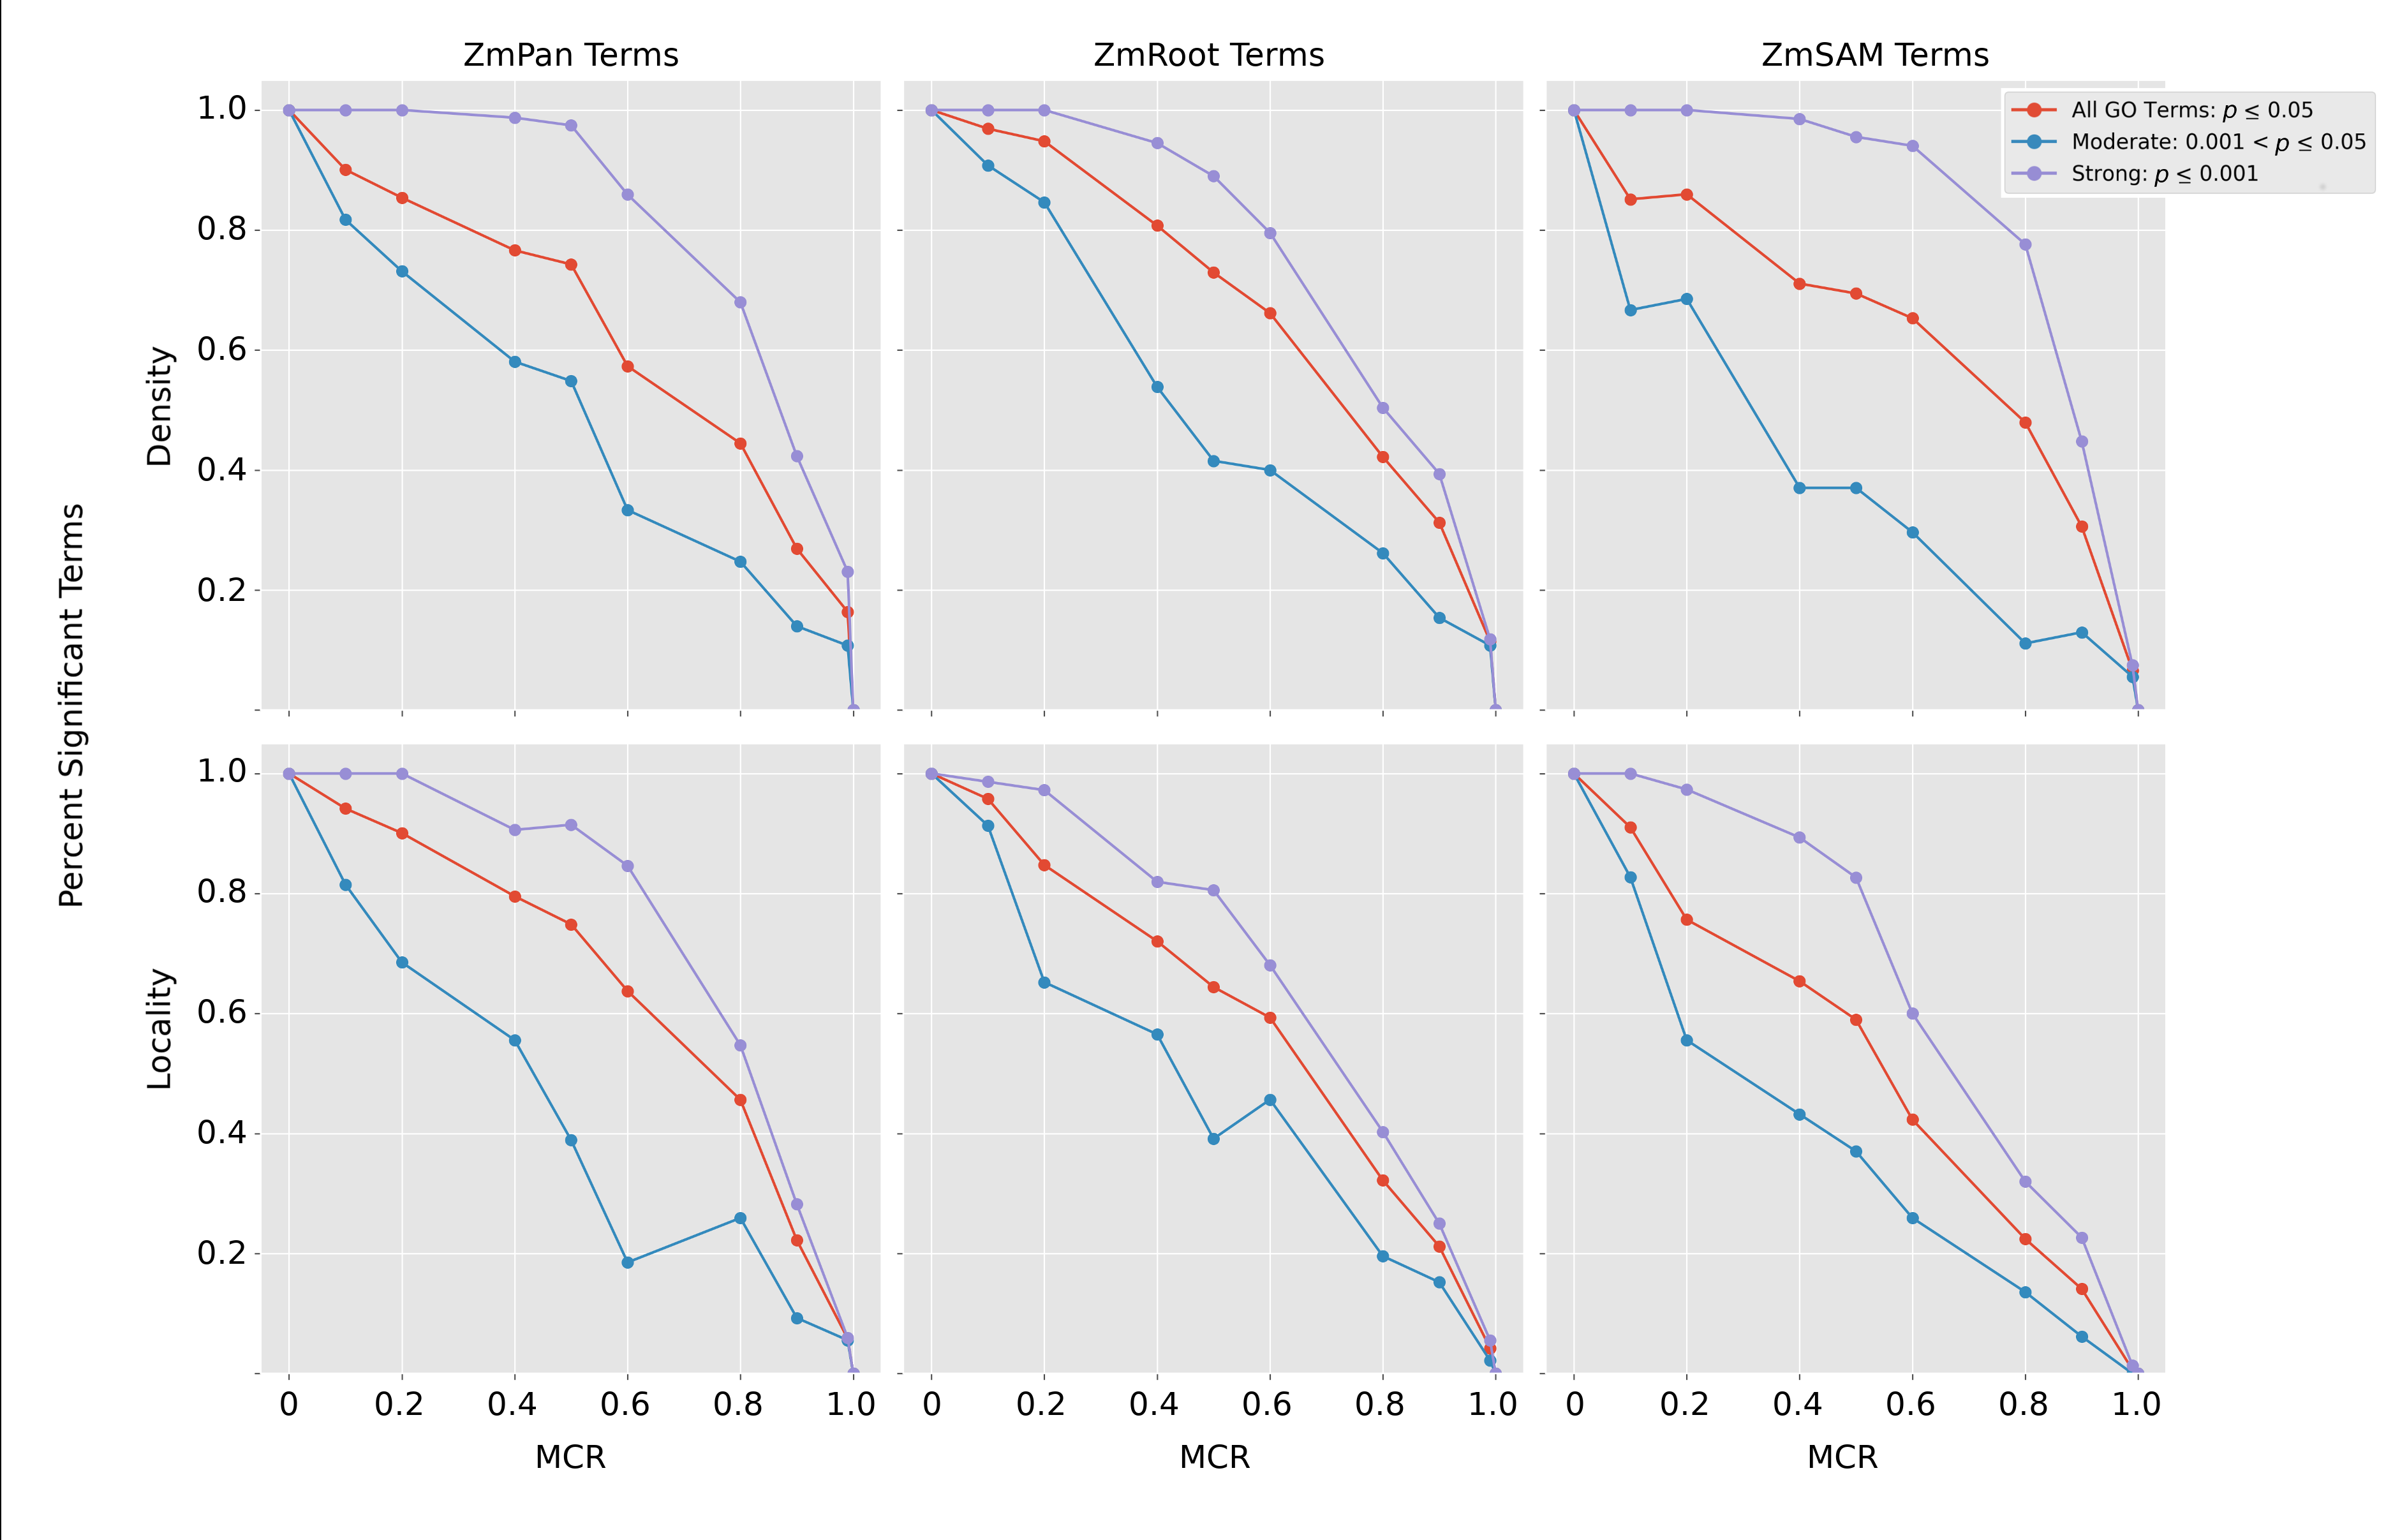 ZmPan Terms
ZmRoot Terms
ZmSAM Terms
All GO Terms: p ≤ 0.05
Moderate: 0.001 < p ≤ 0.05
Strong: p ≤ 0.001
Percent Significant Terms
Density
1.0
0.8
0.6
0.4
0.2
Locality
1.0
0.8
0.6
0.4
0.2
0 0.2 0.4 0.6 0.8 1.0
0 0.2 0.4 0.6 0.8 1.0
0 0.2 0.4 0.6 0.8 1.0
MCR
MCR
MCR